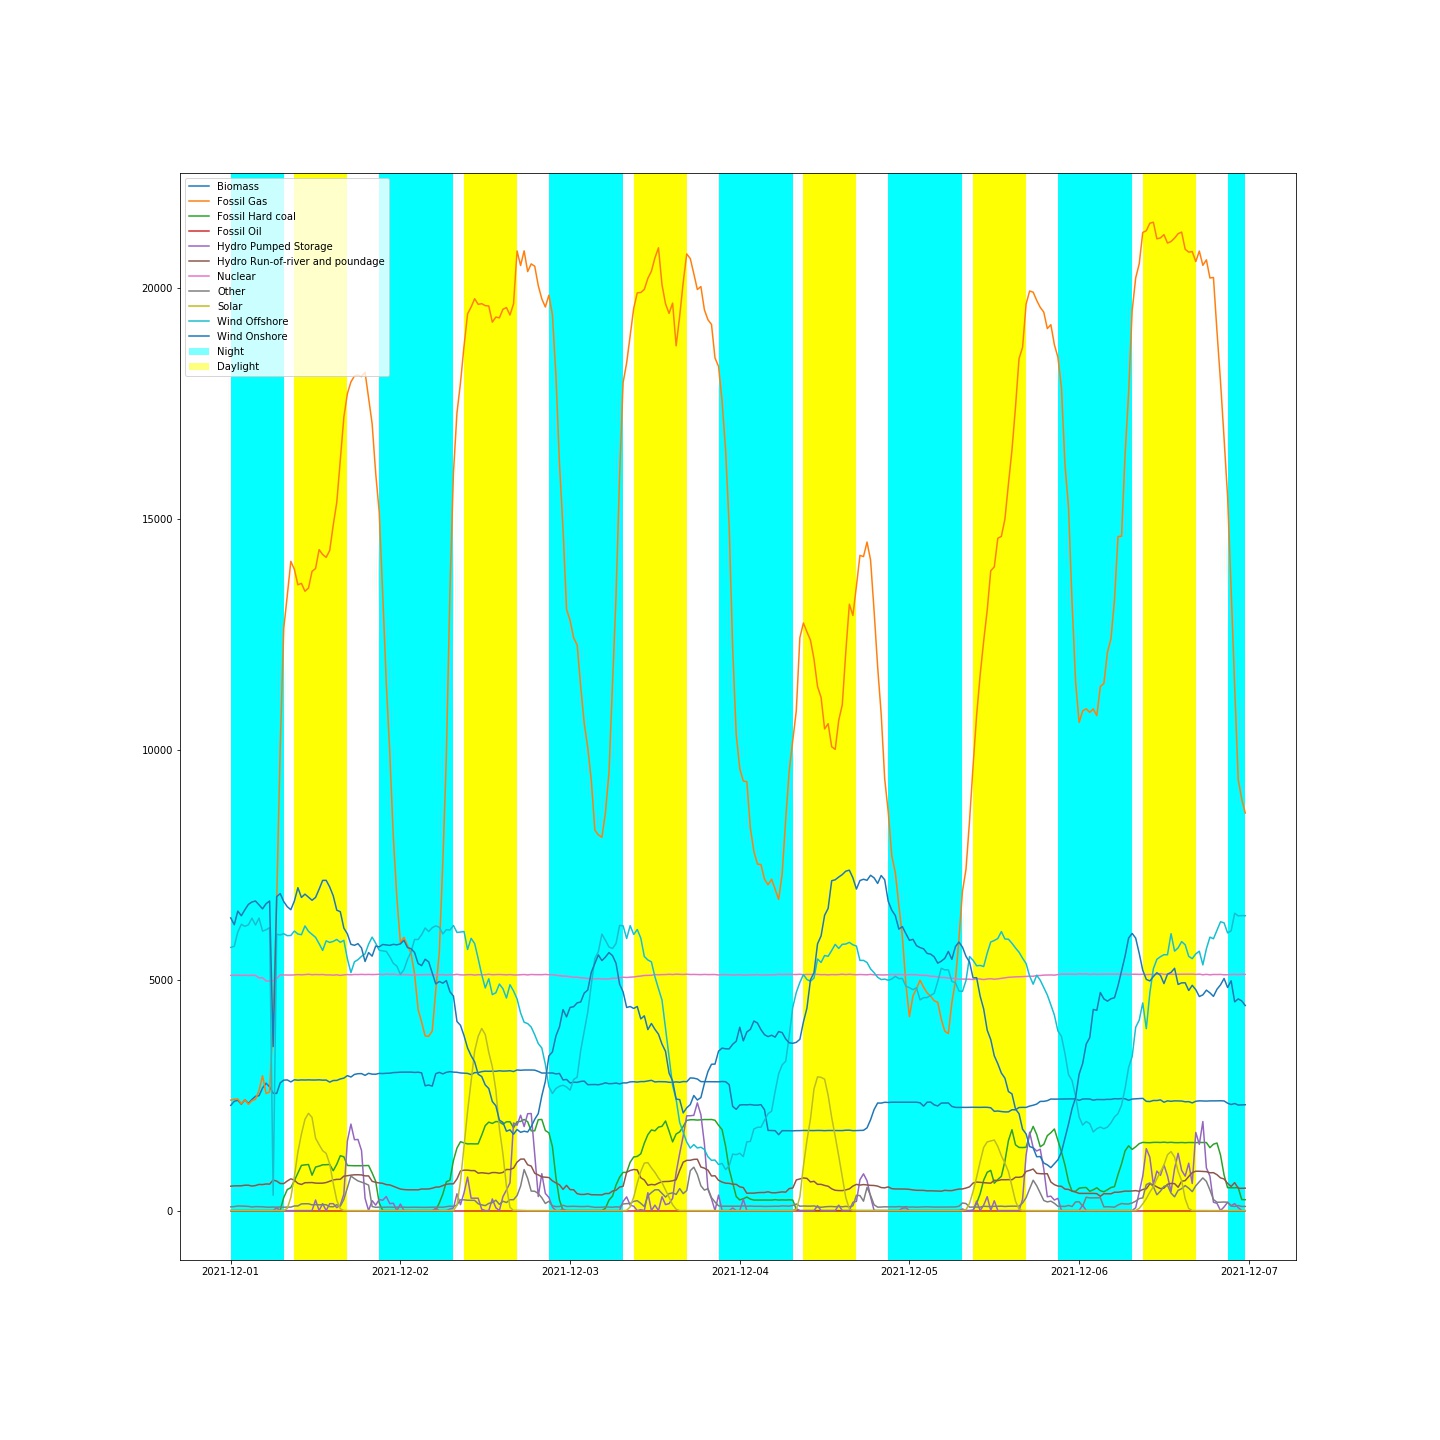 Biomass
Fossil Gas
Fossil Hard coal
Fossil Oil
Hydro Pumped Storage
Hydro Run-of-river and poundage
Nuclear
Other
Solar
Wind Offshore
Wind Onshore
Night
Daylight
20000
15000
10000
5000
0
2021-12-01 2021-12-02 2021-12-03 2021-12-04 2021-12-05 2021-12-06 2021-12-07